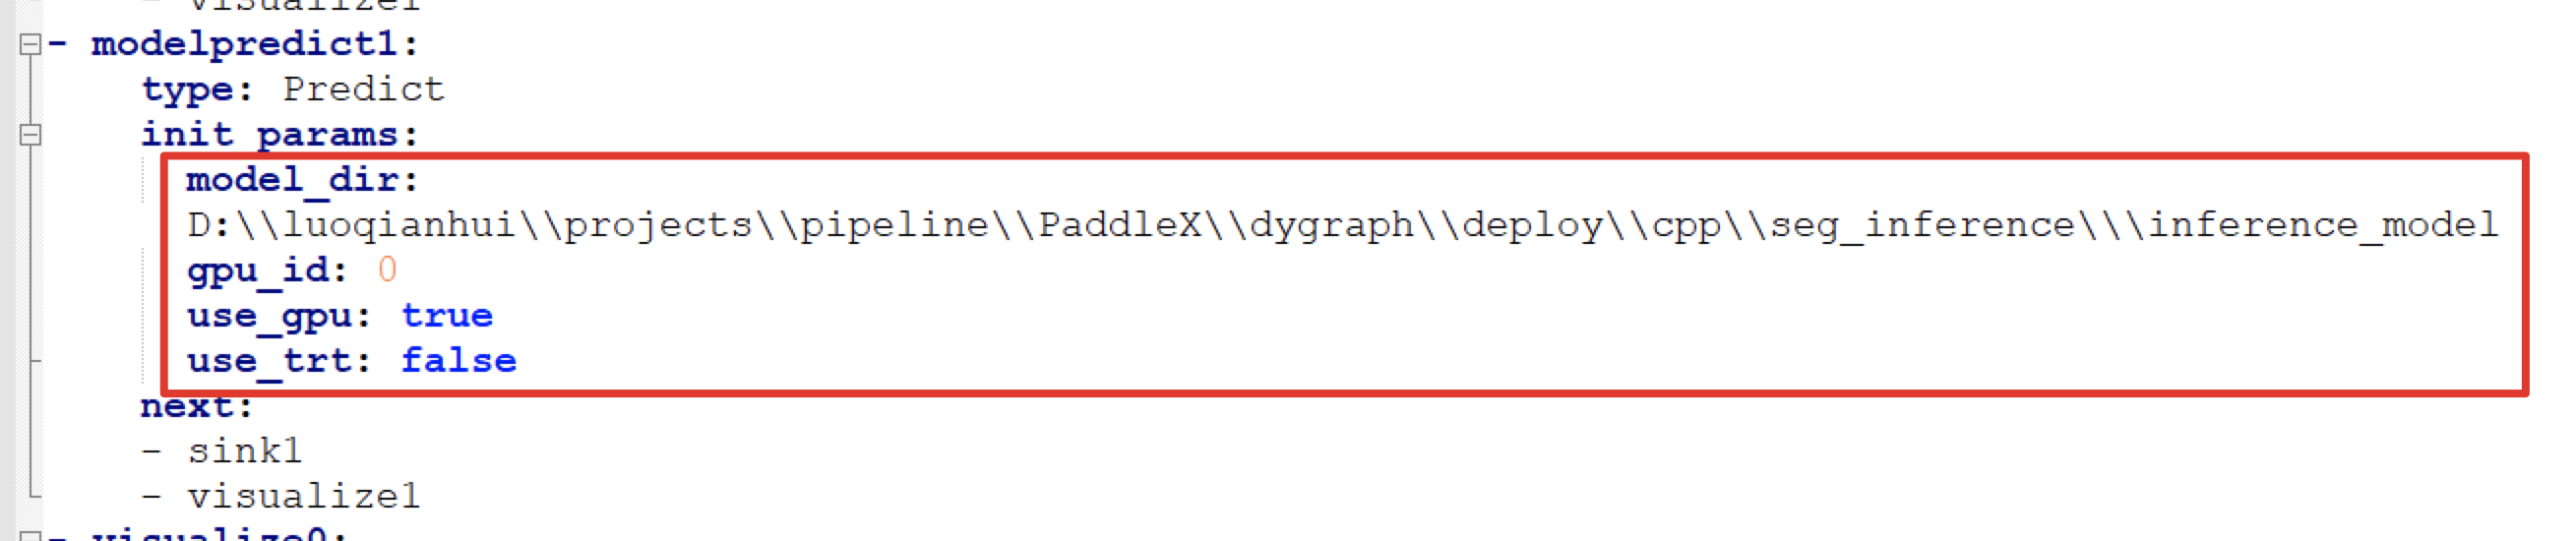 - visualize1
- modelpredict1:
type: Predict
init_params:
model_dir:
D:\\luoqianhui\\projects\\pipeline\\PaddleX\\dygraph\\deploy\\cpp\\seg_inference\\\inference_model
gpu_id: 0
use_gpu: true
use_trt: false
next:
- sink1
- visualize1
- visualize0: